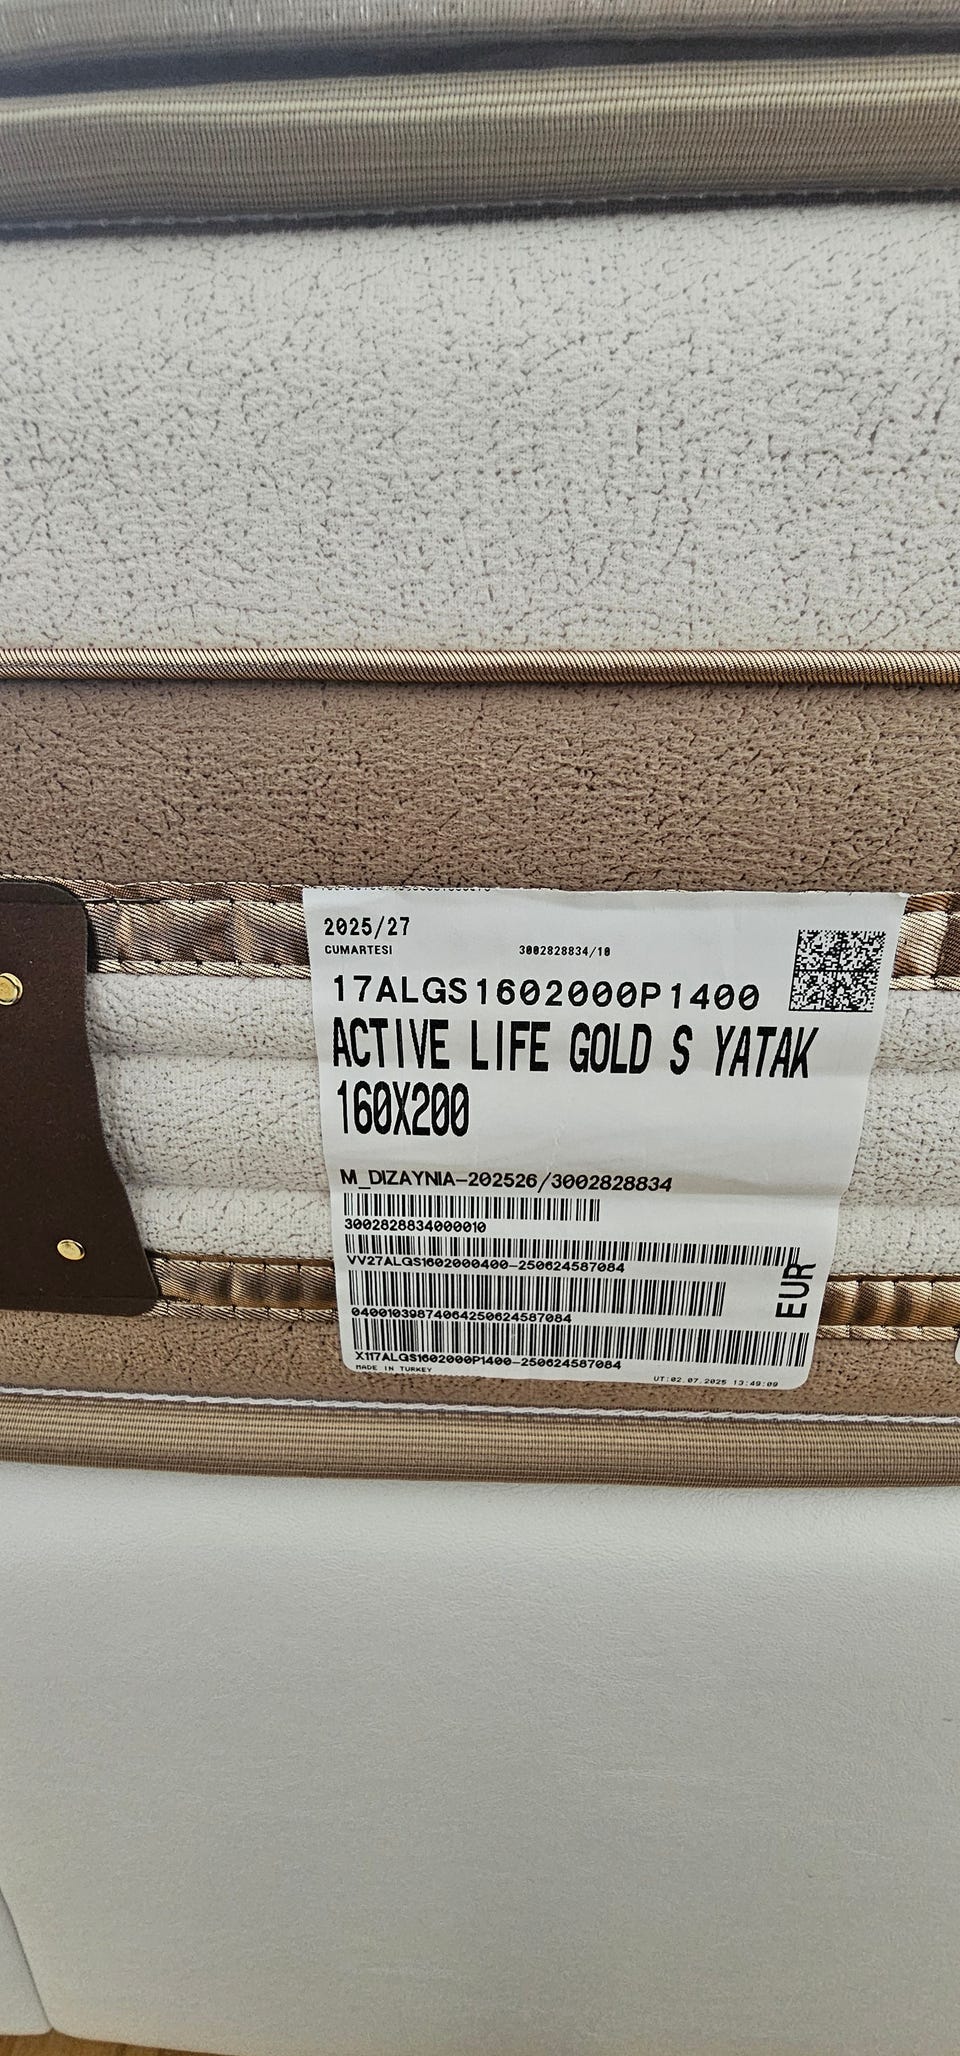 2025/27
CUMARTESI 3002828834/10
17ALGS1602000P1400
ACTIVE LIFE GOLD S YATAK
160X200
M_DIZAYNIA-202526/3002828834
3002828834000010
VV27ALGS1602000400-250624587084
04001039874064250624587084
X117ALGS1602000P1400-250624587084
EUR
MADE IN TURKEY
UT:02.07.2025 13:49:09